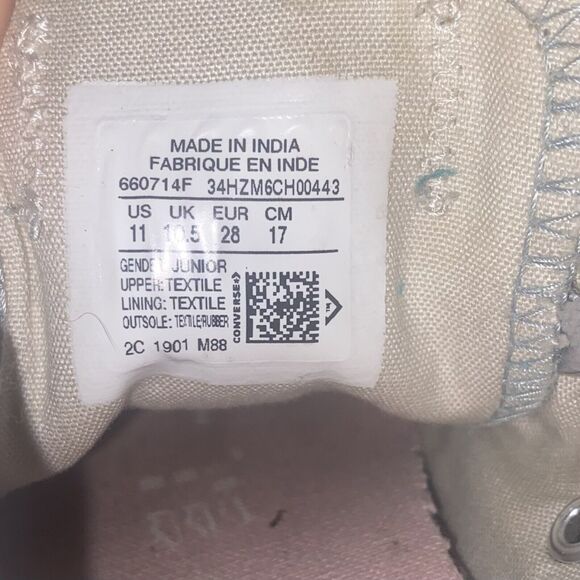 MADE IN INDIA
FABRIQUE EN INDE
660714F 34HZM6CH00443
US UK EUR CM
11 10.5 28 17
GENDER: JUNIOR
UPPER: TEXTILE
LINING: TEXTILE
OUTSOLE: TEXTILE/RUBBER
CONVERSE
2C 1901 M88
TM